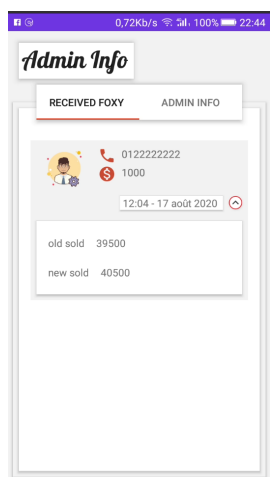 0,72Kb/s 100% 22:44
Admin Info
RECEIVED FOXY ADMIN INFO
0122222222
1000
12:04 - 17 août 2020
old sold 39500
new sold 40500